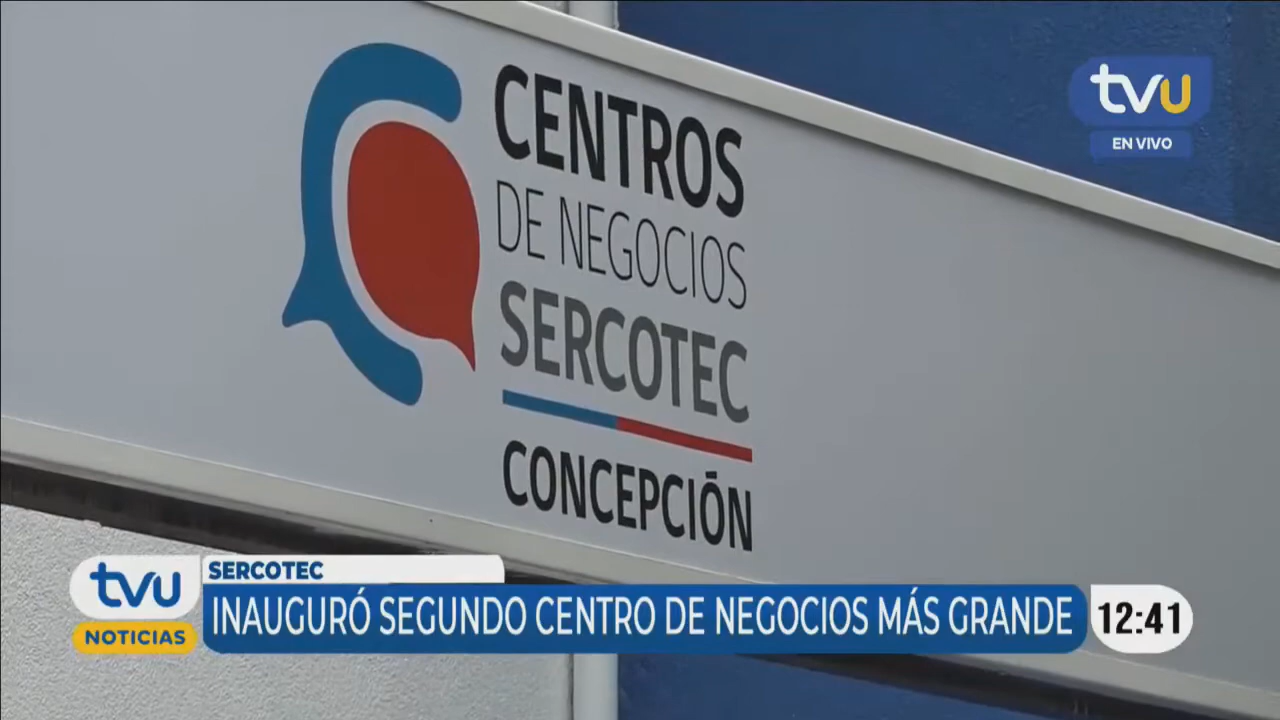 CENTROS
DE NEGOCIOS
SERCOTEC
CONCEPCIÓN
tvu
EN VIVO
tvu
NOTICIAS
SERCOTEC
INAUGURÓ SEGUNDO CENTRO DE NEGOCIOS MÁS GRANDE
12:41